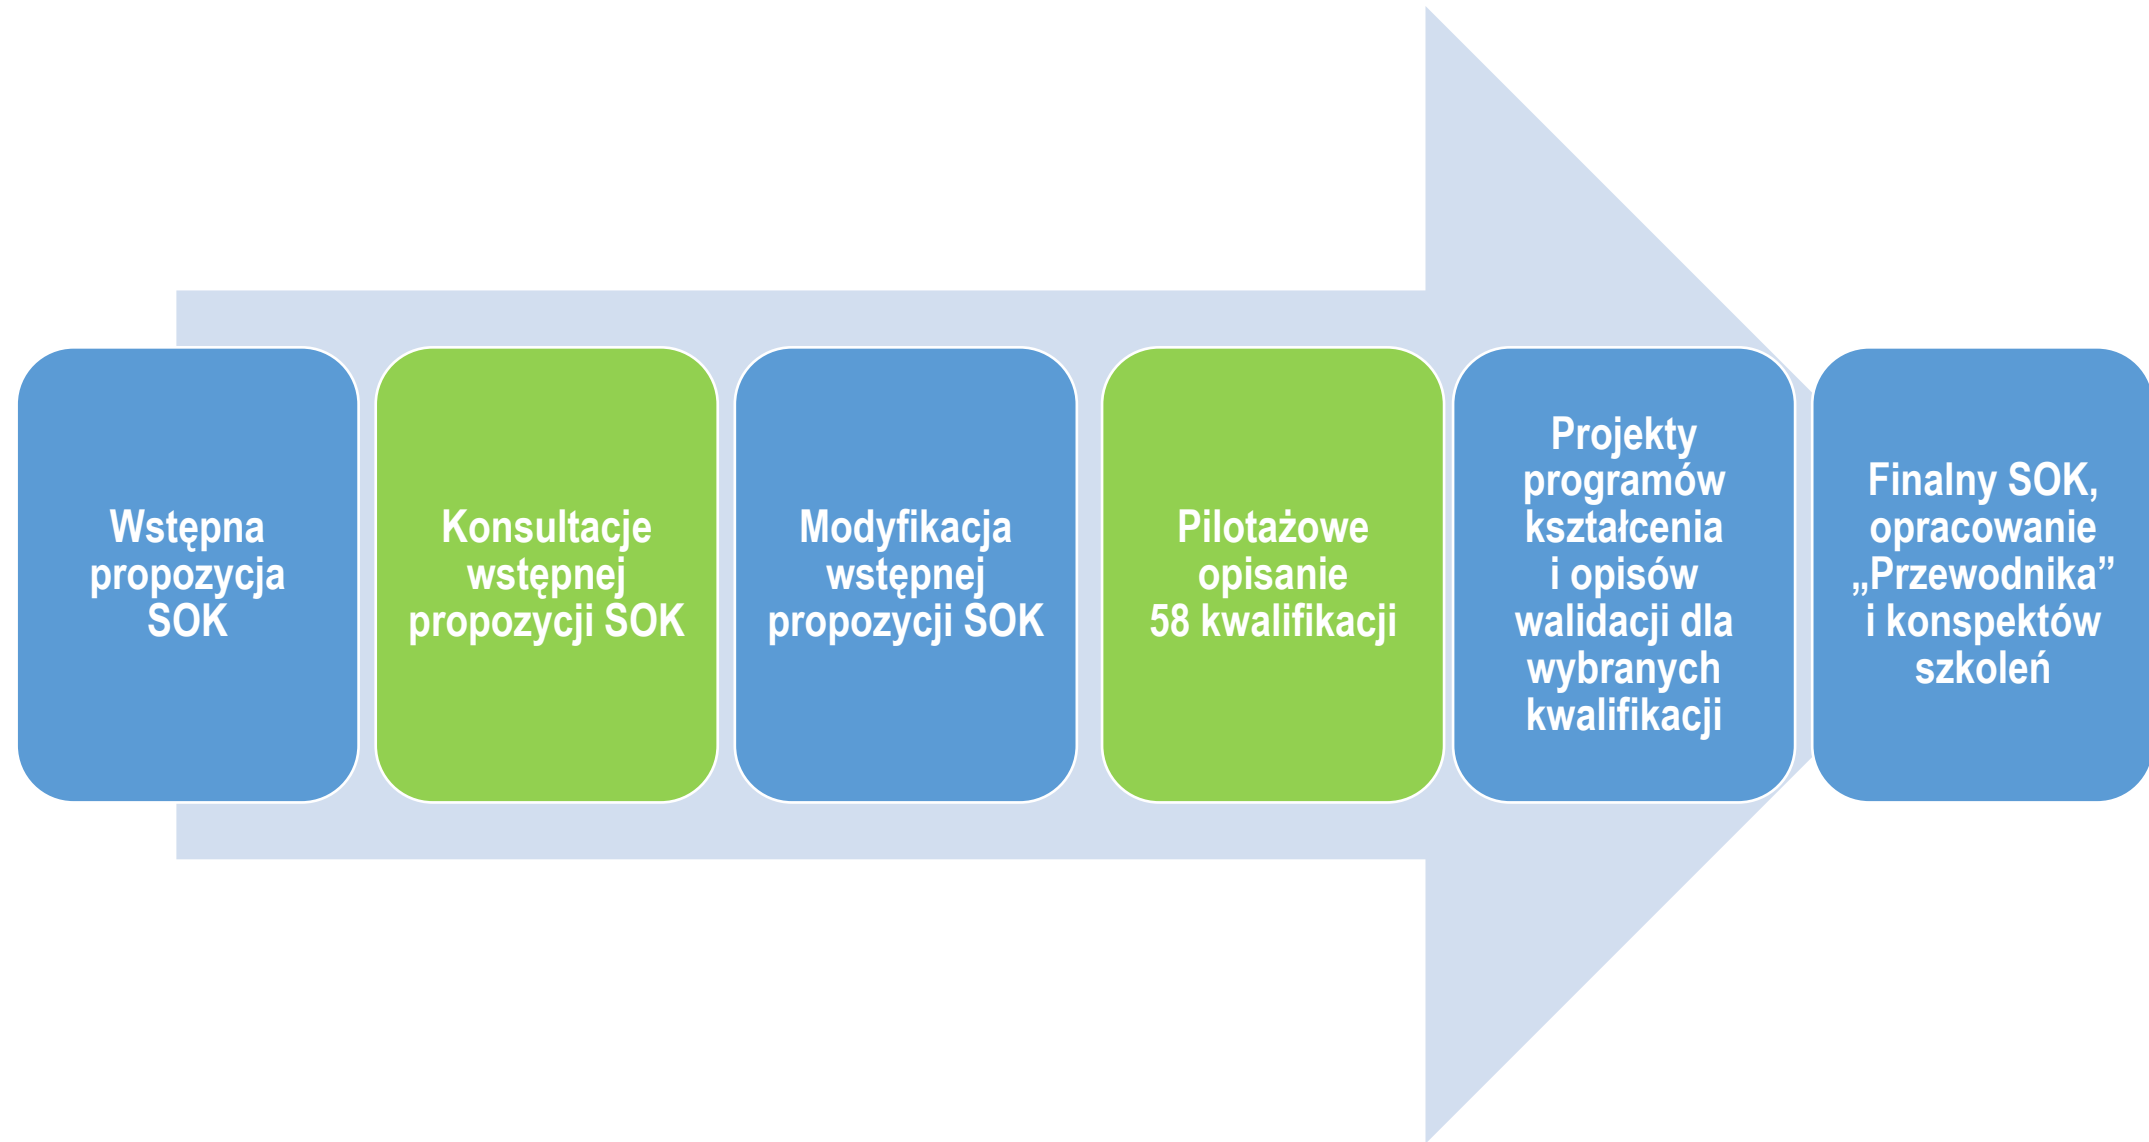 Wstępna
propozycja
SOK
Konsultacje
wstępnej
propozycji SOK
Modyfikacja
wstępnej
propozycji SOK
Pilotażowe
opisanie
58 kwalifikacji
Projekty
programów
kształcenia
i opisów
walidacji dla
wybranych
kwalifikacji
Finalny SOK,
opracowanie
„Przewodnika”
i konspektów
szkoleń